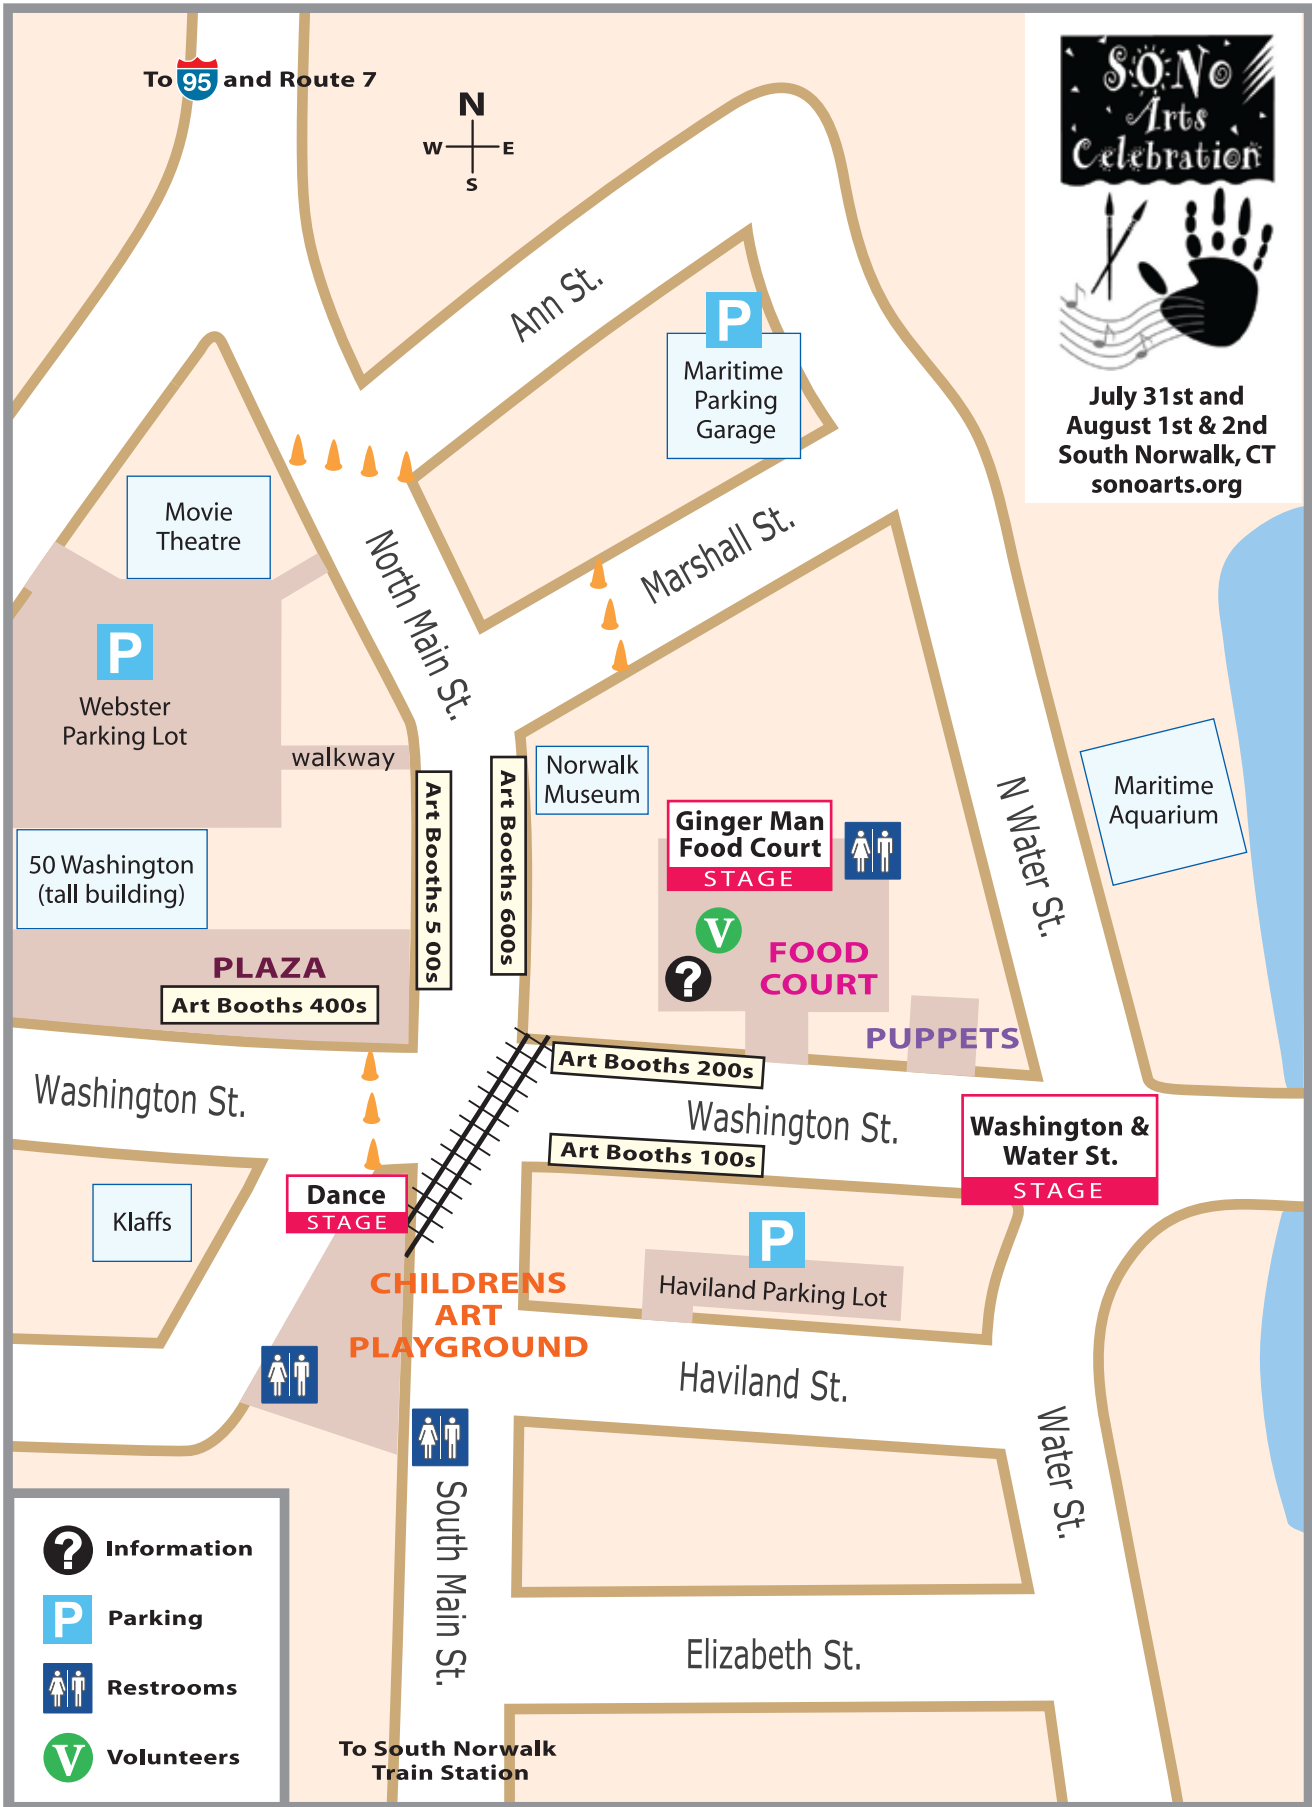 To 95 and Route 7
N
W E
S
SONo
Arts
Celebration
July 31st and
August 1st & 2nd
South Norwalk, CT
sonoarts.org
Ann St.
P
Maritime
Parking
Garage
Movie
Theatre
North Main St.
Marshall St.
P
Webster
Parking Lot
walkway
Norwalk
Museum
Art Booths 5 00s
Art Booths 600s
Maritime
Aquarium
N Water St.
Ginger Man
Food Court
STAGE
50 Washington
(tall building)
V
?
FOOD
COURT
PLAZA
Art Booths 400s
PUPPETS
Art Booths 200s
Washington St.
Washington St.
Art Booths 100s
Washington &
Water St.
STAGE
Dance
STAGE
Klaffs
P
Haviland Parking Lot
CHILDRENS
ART
PLAYGROUND
Haviland St.
Water St.
South Main St.
Elizabeth St.
? Information
P Parking
Restrooms
V Volunteers
To South Norwalk
Train Station